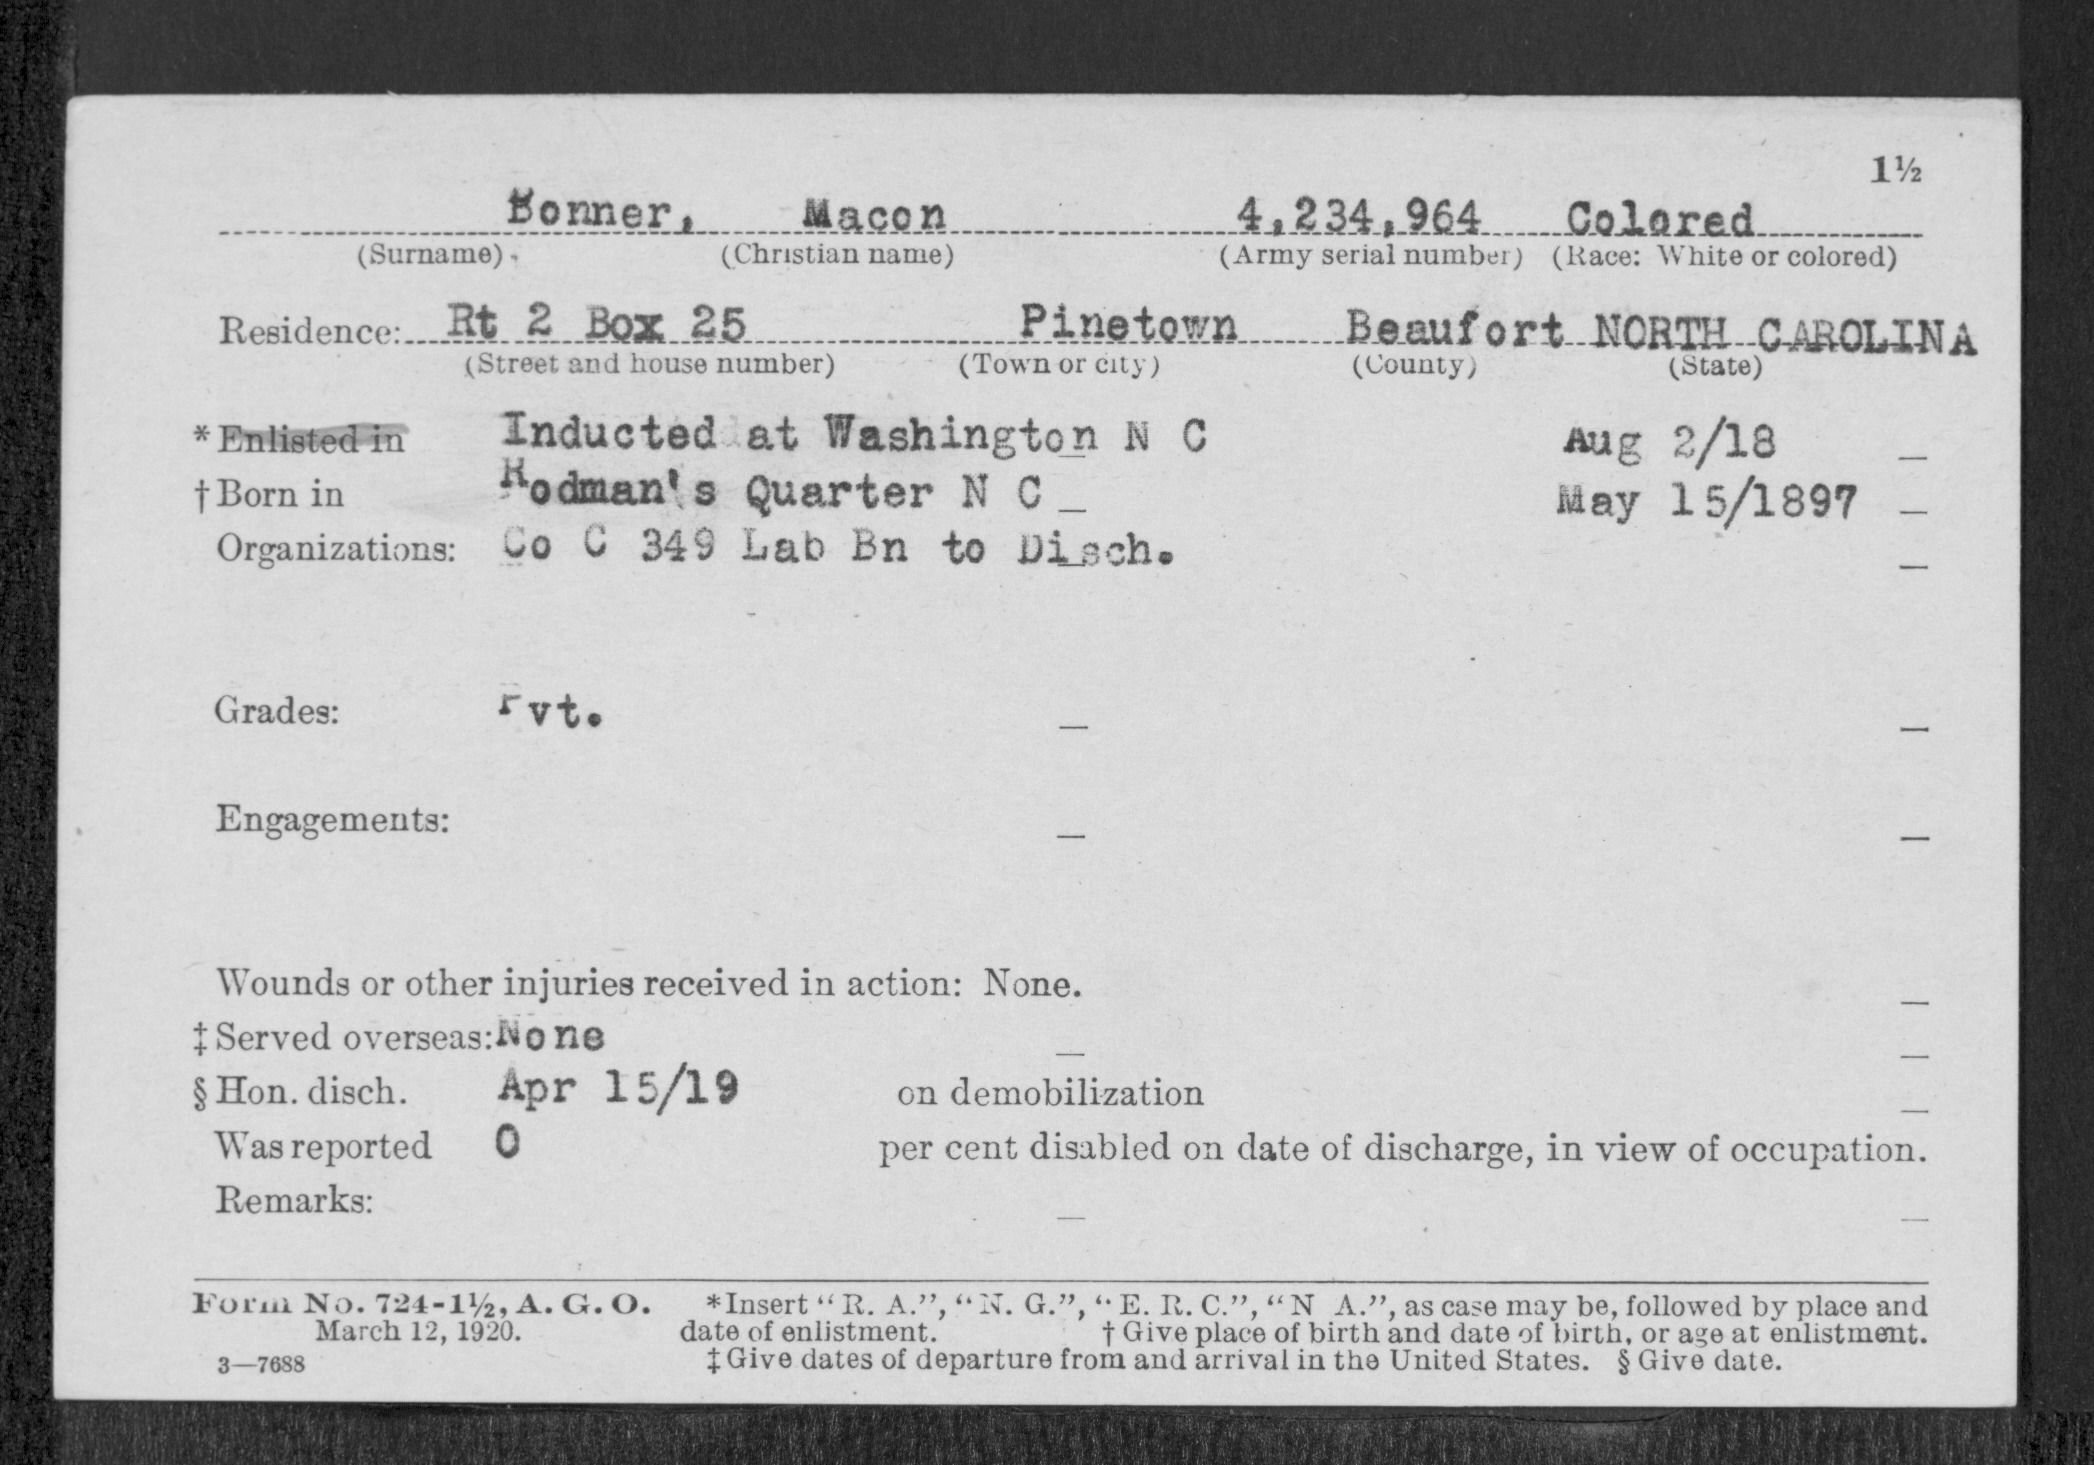 1½
Bonner, Macon 4,234,964 Colored
(Surname) (Christian name) (Army serial number) (Race: White or colored)
Residence: Rt 2 Box 25 Pinetown Beaufort NORTH CAROLINA
(Street and house number) (Town or city) (County) (State)
*Enlisted in Inducted at Washington N C Aug 2/18 _
†Born in Rodman's Quarter N C _ May 15/1897 _
Organizations: Co C 349 Lab Bn to Disch. _
Grades: Pvt. _ _
Engagements: _ _
Wounds or other injuries received in action: None. _
‡Served overseas: None _ _
§Hon. disch. Apr 15/19 on demobilization _
Was reported 0 per cent disabled on date of discharge, in view of occupation.
Remarks: _ _
Form No. 724-1½, A. G. O. *Insert "R. A.", "N. G.", "E. R. C.", "N A.", as case may be, followed by place and
March 12, 1920. date of enlistment. †Give place of birth and date of birth, or age at enlistment.
3—7688 ‡Give dates of departure from and arrival in the United States. §Give date.